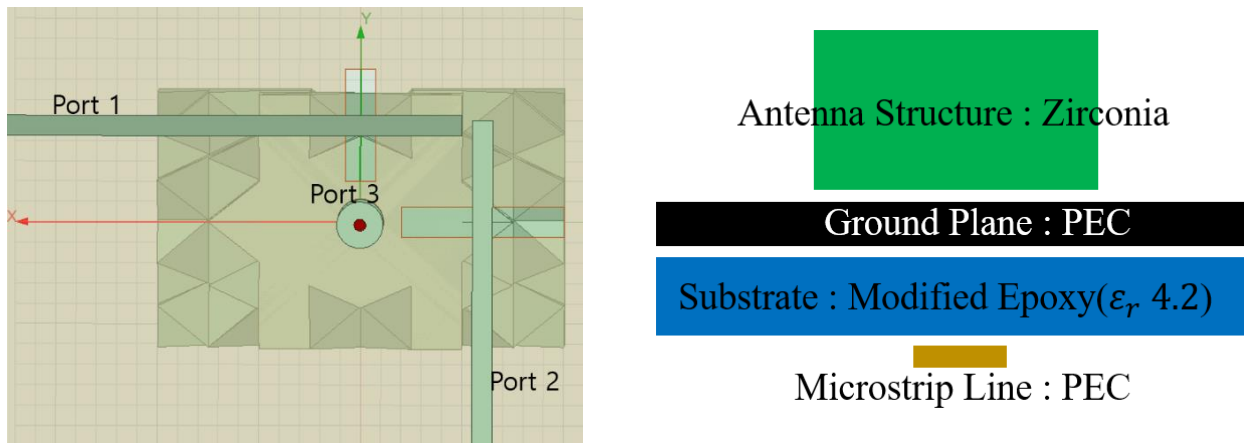 Y
Port 1
Port 3
X
Port 2
Antenna Structure : Zirconia
Ground Plane : PEC
Substrate : Modified Epoxy(εr 4.2)
Microstrip Line : PEC